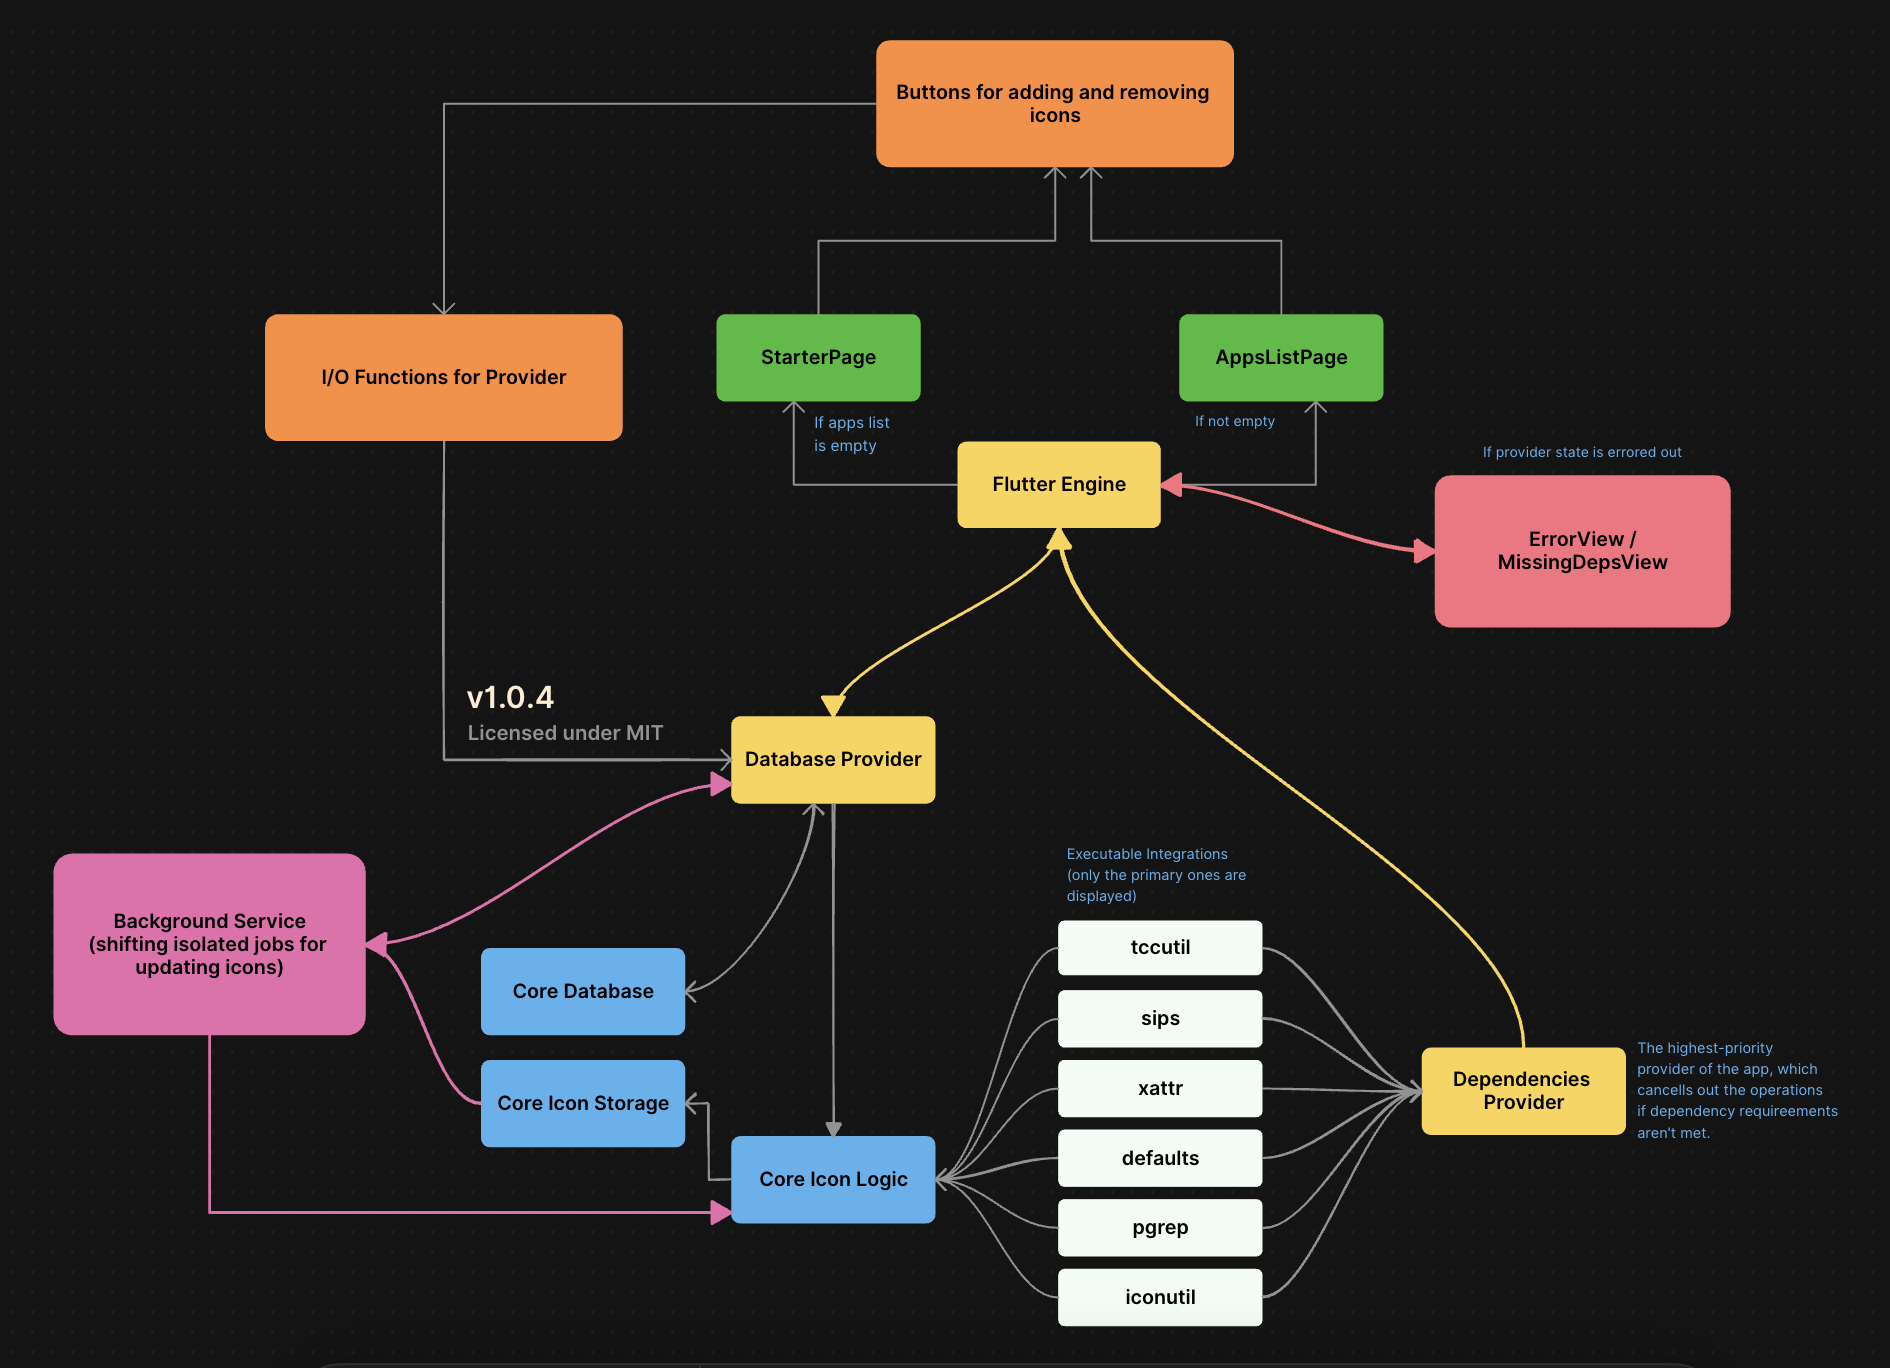 Buttons for adding and removing
icons
I/O Functions for Provider
StarterPage
AppsListPage
If apps list
is empty
If not empty
Flutter Engine
If provider state is errored out
ErrorView /
MissingDepsView
v1.0.4
Licensed under MIT
Database Provider
Background Service
(shifting isolated jobs for
updating icons)
Core Database
Core Icon Storage
Core Icon Logic
Executable Integrations
(only the primary ones are
displayed)
tccutil
sips
xattr
defaults
pgrep
iconutil
Dependencies
Provider
The highest-priority
provider of the app, which
cancells out the operations
if dependency requireements
aren't met.